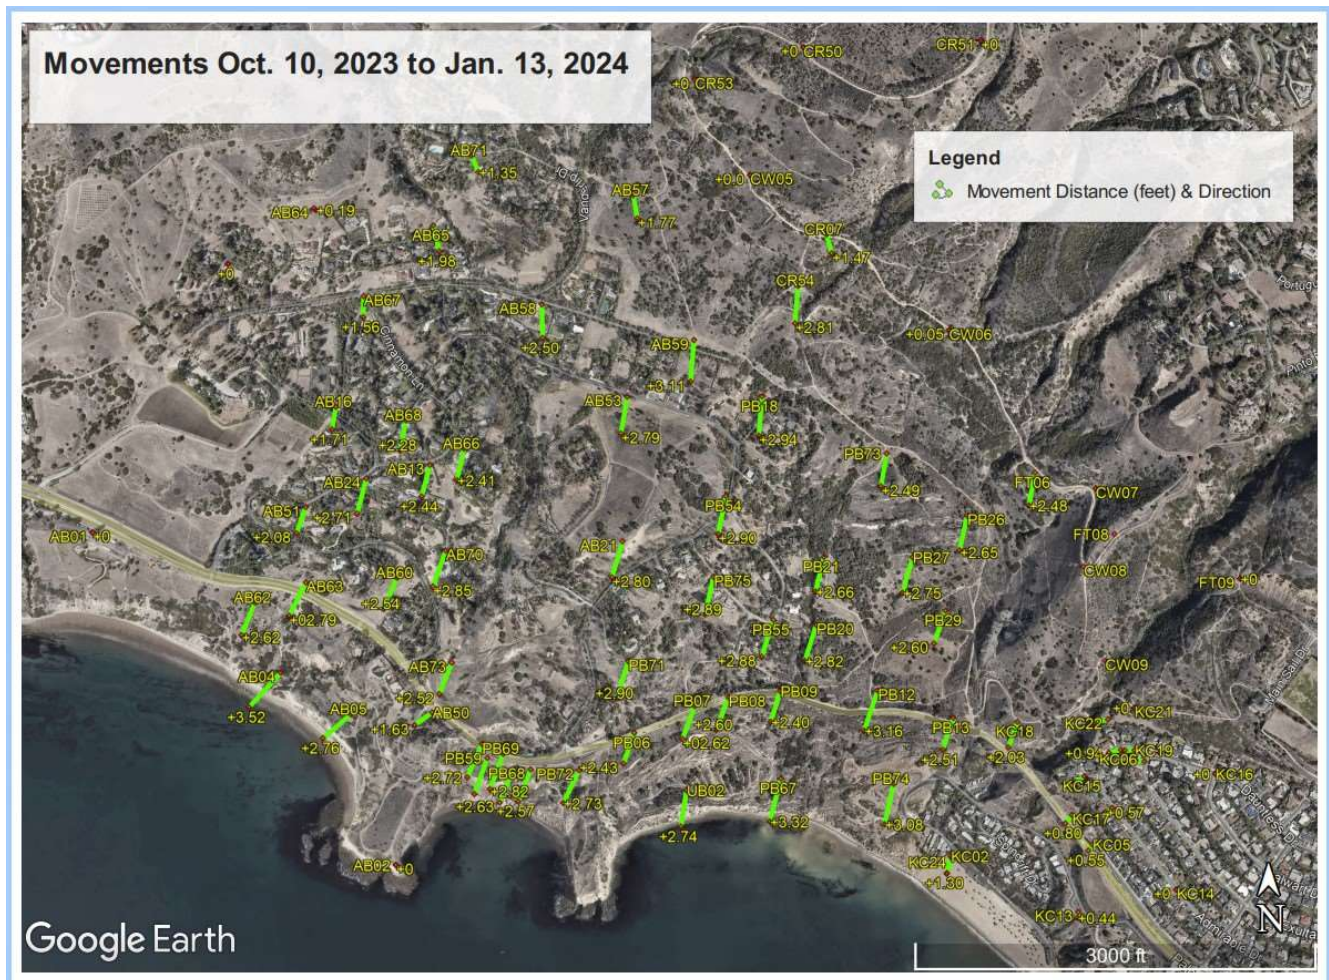 Movements Oct. 10, 2023 to Jan. 13, 2024
+0 CR50
CR51 +0
+0 CR53
Legend
Movement Distance (feet) & Direction
AB71
+1.35
AB57
+1.77
+0.0 CW05
AB64 +0.19
AB65
+1.98
+0
CR07
+1.47
CR54
+2.81
AB67
+1.56
Cinnamon Ln
AB58
+2.50
AB59
+3.11
+0.05 CW06
AB16
+1.71
AB68
+2.28
AB53
+2.79
PB18
+2.94
AB66
+2.41
AB13
+2.44
PB73
+2.49
AB24
+2.71
FT06
+2.48
CW07
AB51
+2.08
AB01 +0
PB54
+2.90
PB26
+2.65
FT08
AB21
+2.80
AB70
+2.85
PB21
+2.66
PB27
+2.75
CW08
FT09 +0
AB60
+2.54
AB63
+02.79
AB62
+2.62
PB75
+2.89
PB55
+2.88
PB20
+2.82
PB29
+2.60
AB04
+3.52
AB73
+2.52
PB71
+2.90
CW09
AB05
+2.76
AB50
+1.63
PB07
+02.62
PB08
+2.60
PB09
+2.40
PB12
+3.16
PB13
+2.51
KC18
+2.03
KC22
+0 KC21
+0.9
KC06
KC19
PB69
PB59
+2.72
+2.63
PB68
+2.82
+2.57
PB72
+2.73
PB06
+2.43
UB02
+2.74
PB67
+3.32
PB74
+3.08
KC15
+0 KC16
KC17
+0.57
+0.80
KC05
+0.55
AB02 +0
KC24
KC02
+1.30
KC13 +0.44
+0 KC14
Dauntless D
Admirable D
Main Sail Dr
N
Google Earth
3000 ft